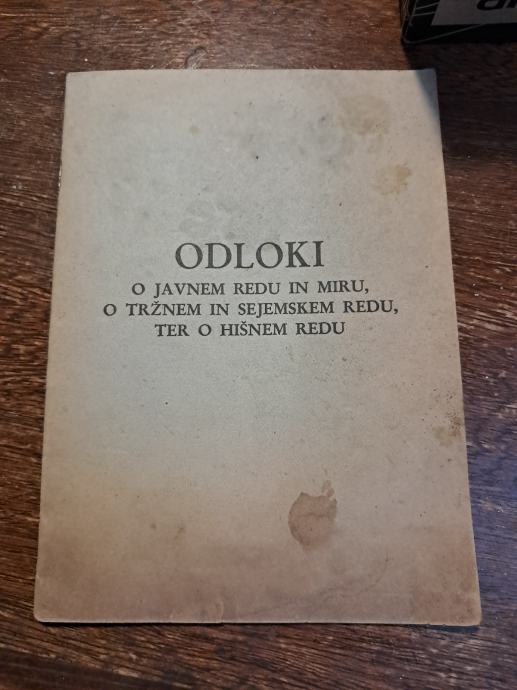 ODLOKI
O JAVNEM REDU IN MIRU,
O TRŽNEM IN SEJEMSKEM REDU,
TER O HIŠNEM REDU